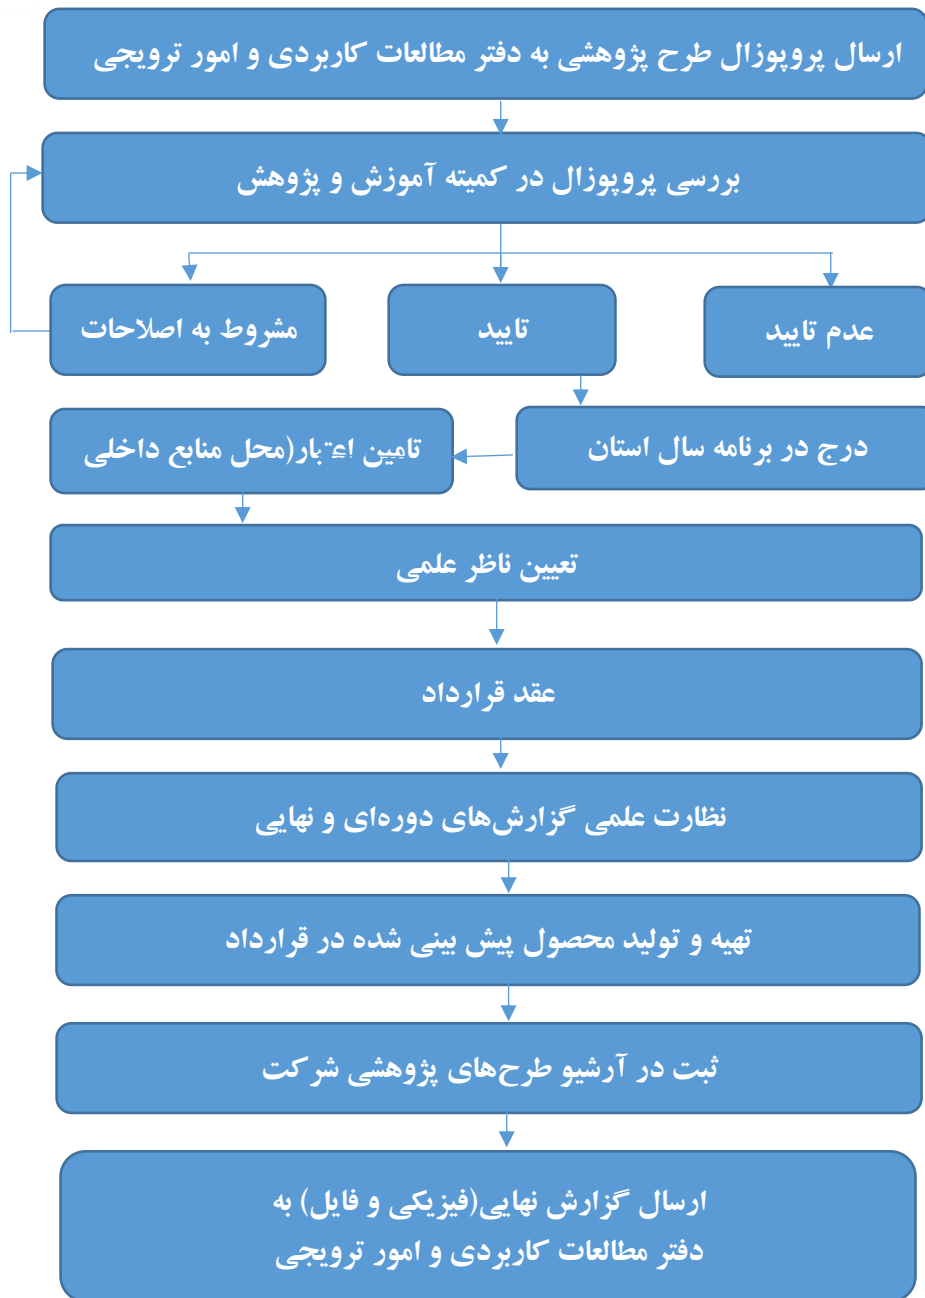 ارسال پروپوزال طرح پژوهشی به دفتر مطالعات کاربردی و امور ترویجی
بررسی پروپوزال در کمیته آموزش و پژوهش
عدم تایید
تایید
مشروط به اصلاحات
درج در برنامه سال استان
تامین اعتبار(محل منابع داخلی
تعیین ناظر علمی
عقد قرارداد
نظارت علمی گزارش‌های دوره‌ای و نهایی
تهیه و تولید محصول پیش بینی شده در قرارداد
ثبت در آرشیو طرح‌های پژوهشی شرکت
ارسال گزارش نهایی(فیزیکی و فایل) به
دفتر مطالعات کاربردی و امور ترویجی